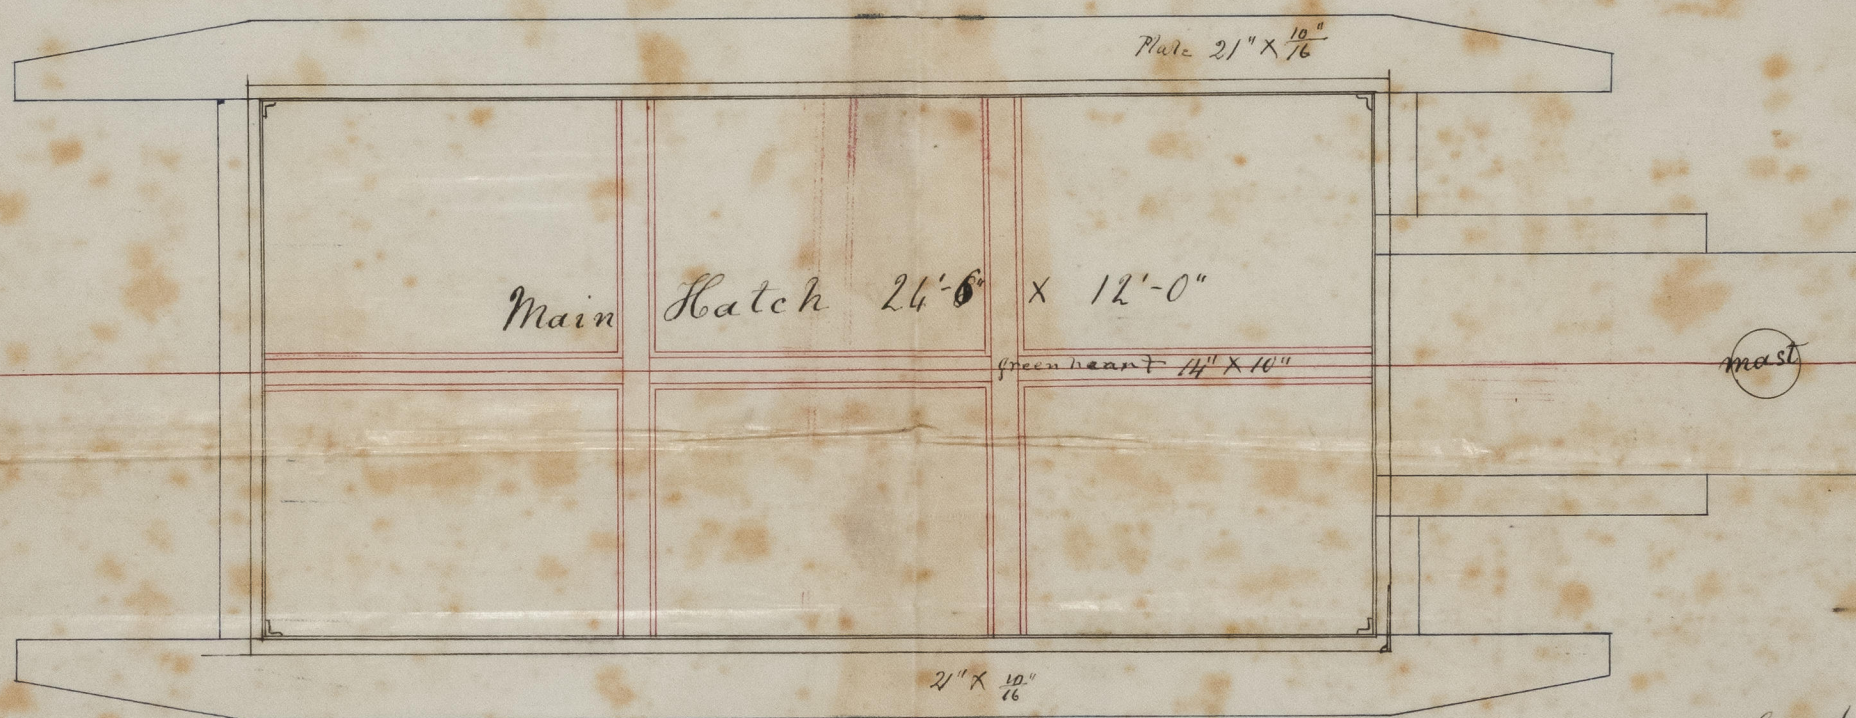 Plate 21" X 10/16"
Main Hatch 24'-6" X 12'-0"
greenheart 14" X 10"
mast
21" X 10/16"